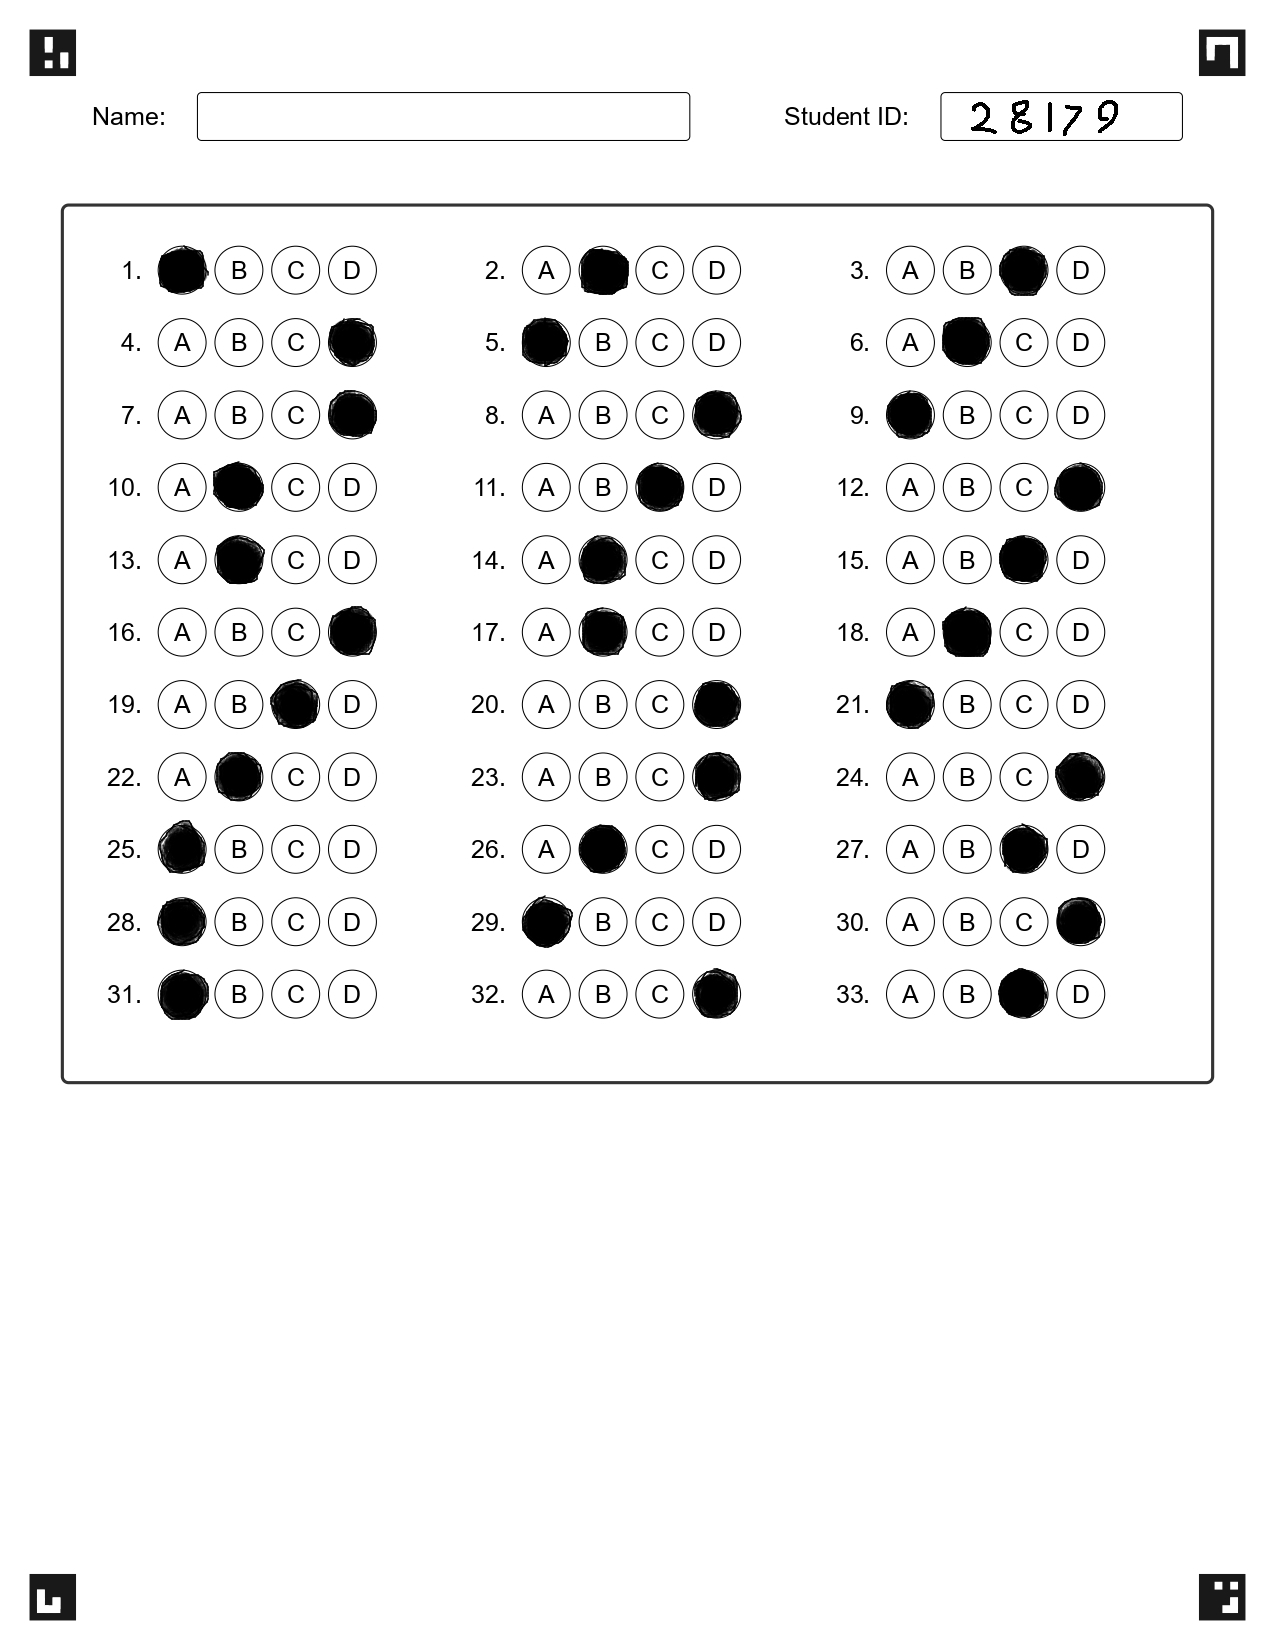 Name: Student ID: 28179
1. B C D 2. A C D 3. A B D
4. A B C 5. B C D 6. A C D
7. A B C 8. A B C 9. B C D
10. A C D 11. A B D 12. A B C
13. A C D 14. A C D 15. A B D
16. A B C 17. A C D 18. A C D
19. A B D 20. A B C 21. B C D
22. A C D 23. A B C 24. A B C
25. B C D 26. A C D 27. A B D
28. B C D 29. B C D 30. A B C
31. B C D 32. A B C 33. A B D